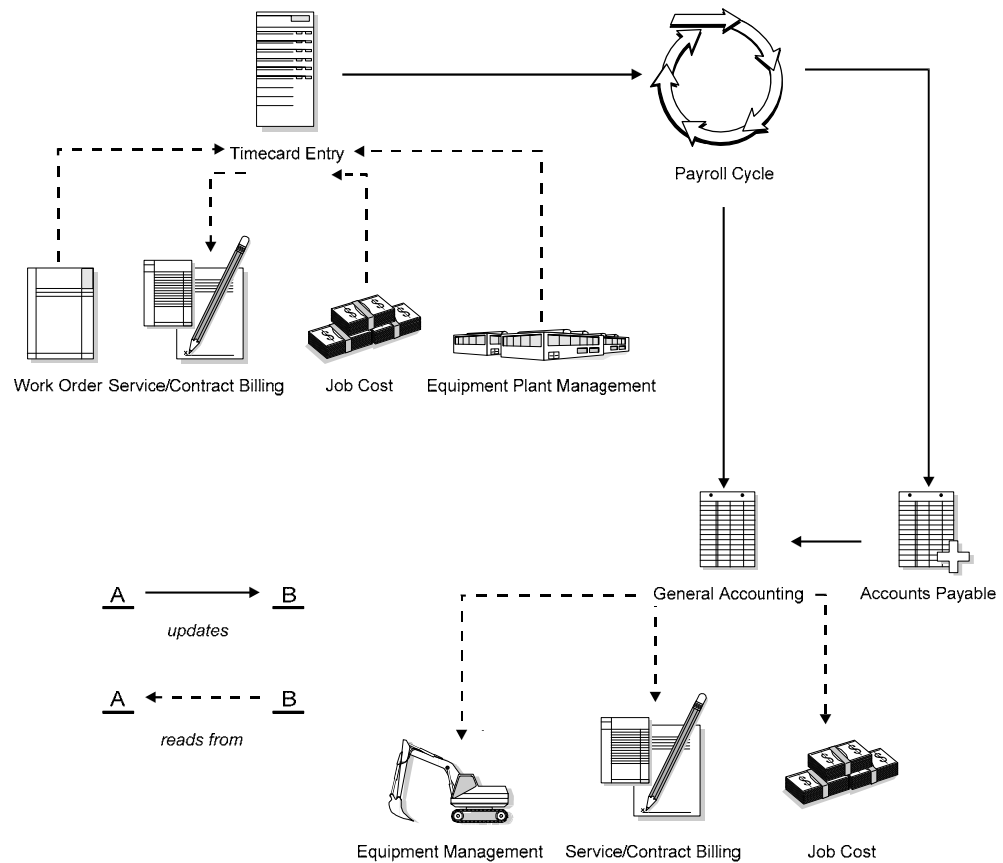 Timecard Entry
Payroll Cycle
Work Order
Service/Contract Billing
Job Cost
Equipment Plant Management
General Accounting
Accounts Payable
A
B
updates
A
B
reads from
Equipment Management
Service/Contract Billing
Job Cost